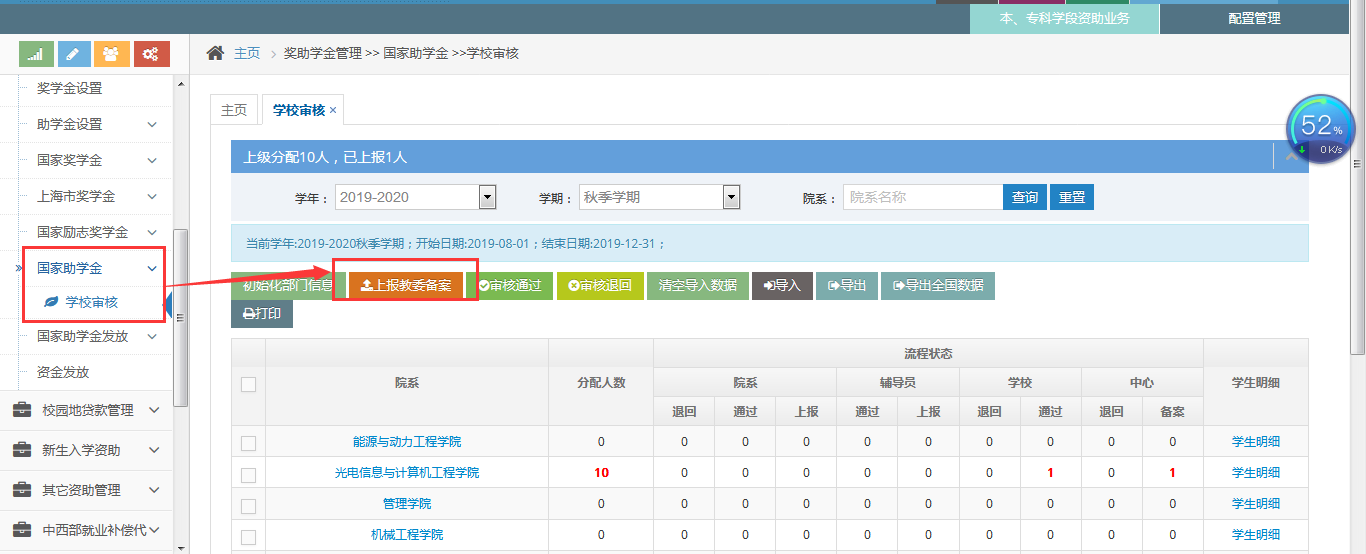 本、专科学段资助业务 配置管理
主页 奖助学金管理 >> 国家助学金 >>学校审核
奖学金设置
助学金设置
国家奖学金
上海市奖学金
国家励志奖学金
国家助学金
学校审核
国家助学金发放
资金发放
校园地贷款管理
新生入学资助
其它资助管理
中西部就业补偿代
主页 学校审核 ×
上级分配10人，已上报1人
52%
0K/s
学年： 2019-2020 学期： 秋季学期 院系： 院系名称 查询 重置
当前学年:2019-2020秋季学期；开始日期:2019-08-01；结束日期:2019-12-31；
初始化部门信息 上报教委备案 审核通过 审核退回 清空导入数据 导入 导出 导出全国数据
打印
流程状态
院系 分配人数 院系 辅导员 学校 中心 学生明细
退回 通过 上报 通过 上报 退回 通过 退回 备案
能源与动力工程学院 0 0 0 0 0 0 0 0 0 0 学生明细
光电信息与计算机工程学院 10 0 0 0 0 0 0 1 0 1 学生明细
管理学院 0 0 0 0 0 0 0 0 0 0 学生明细
机械工程学院 0 0 0 0 0 0 0 0 0 0 学生明细